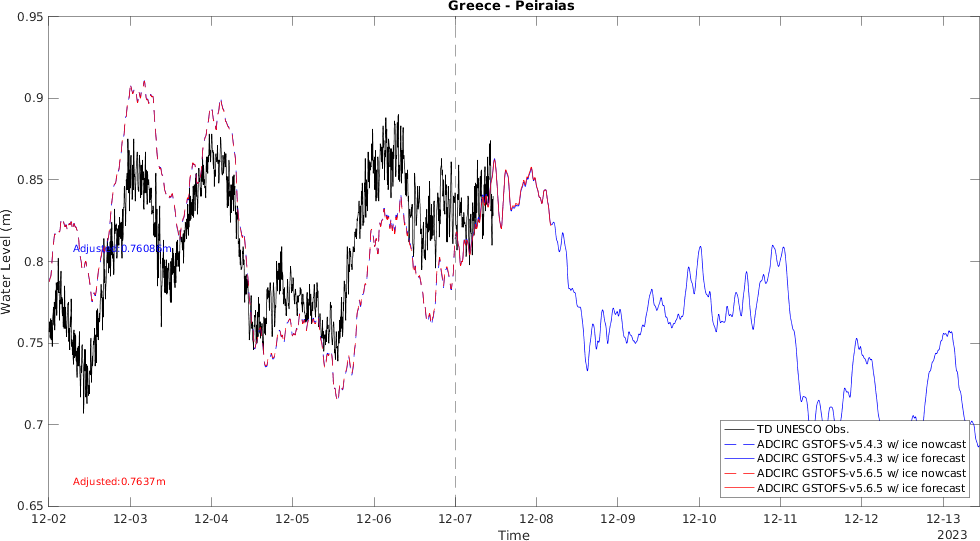 Greece - Peiraias
0.95
0.9
0.85
0.8
0.75
0.7
0.65
Water Level (m)
Adjusted:0.7637m
TD UNESCO Obs.
ADCIRC GSTOFS-v5.4.3 w/ ice nowcast
ADCIRC GSTOFS-v5.4.3 w/ ice forecast
ADCIRC GSTOFS-v5.6.5 w/ ice nowcast
ADCIRC GSTOFS-v5.6.5 w/ ice forecast
12-02 12-03 12-04 12-05 12-06 12-07 12-08 12-09 12-10 12-11 12-12 12-13
Time
2023